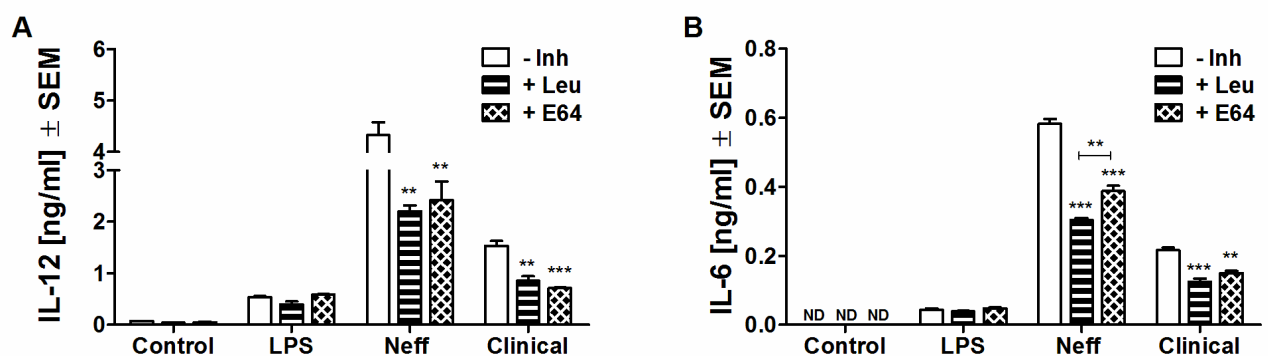 A
IL-12 [ng/ml] ± SEM
6
5
4
3
2
1
0
- Inh
+ Leu
+ E64
**
**
**
***
Control LPS Neff Clinical
B
IL-6 [ng/ml] ± SEM
0.8
0.6
0.4
0.2
0.0
- Inh
+ Leu
+ E64
**
***
***
***
**
ND ND ND
Control LPS Neff Clinical